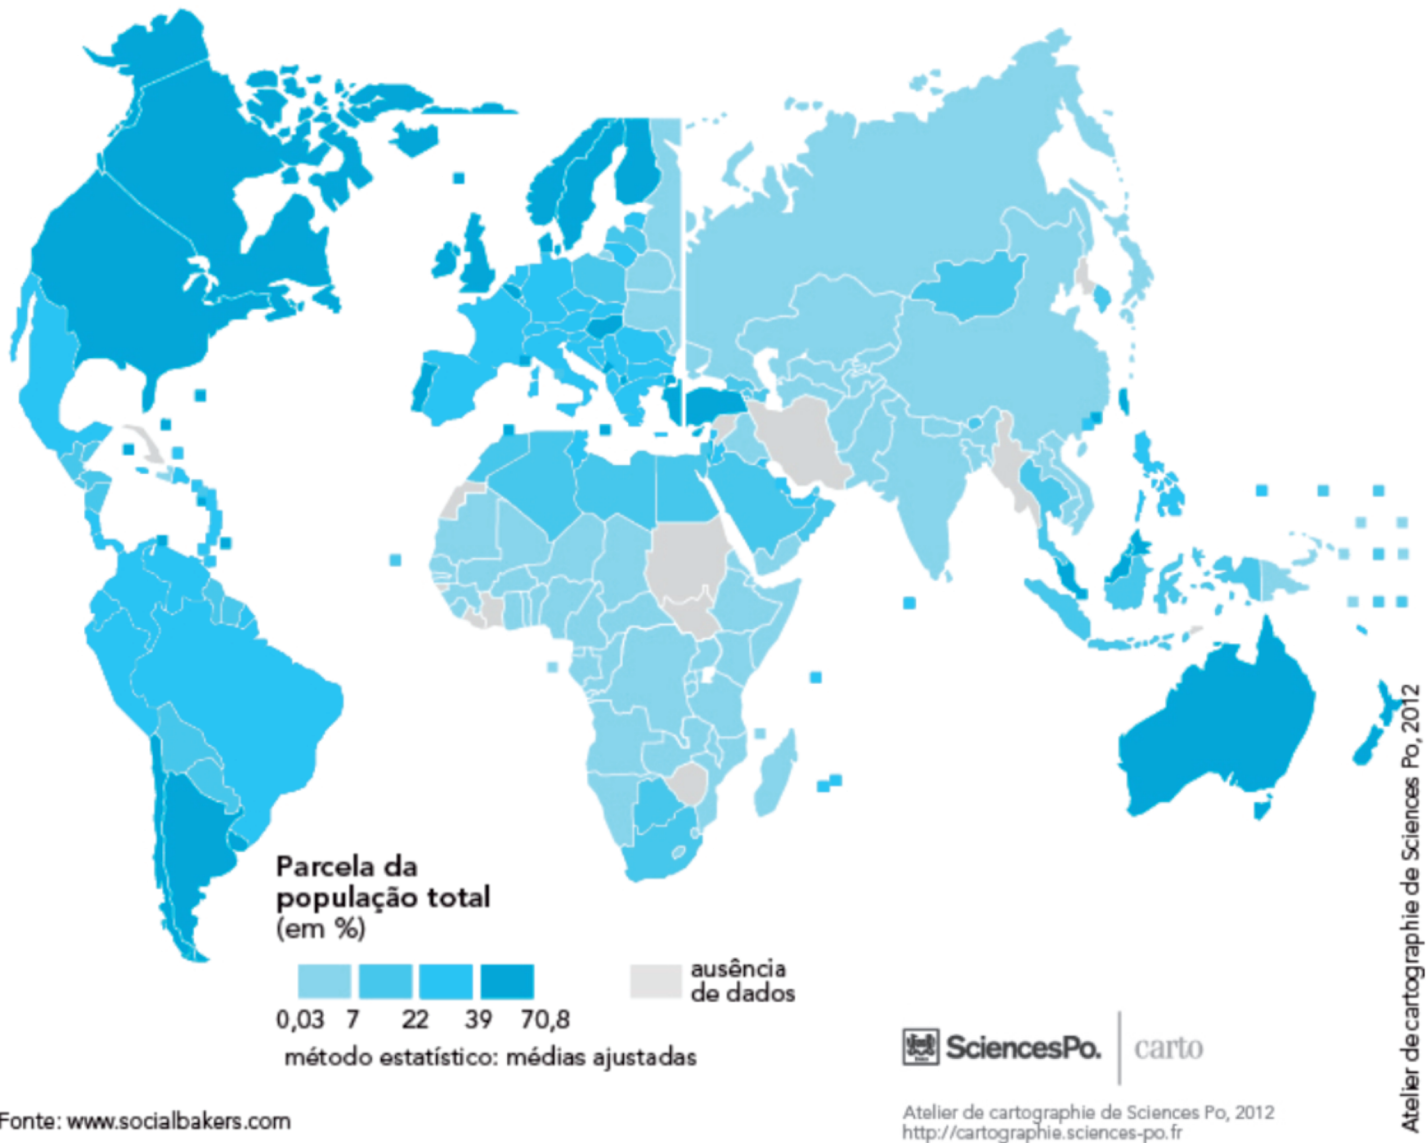 Parcela da
população total
(em %)
ausência
de dados
0,03 7 22 39 70,8
método estatístico: médias ajustadas
SciencesPo. carto
Fonte: www.socialbakers.com
Atelier de cartographie de Sciences Po, 2012
http://cartographie.sciences-po.fr
Atelier de cartographie de Sciences Po, 2012